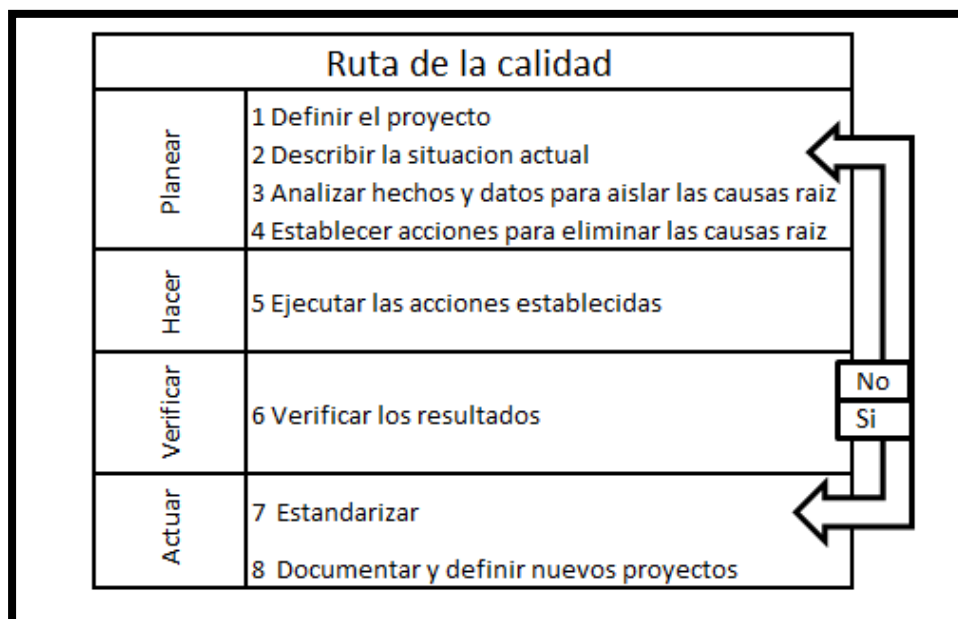 Ruta de la calidad
Planear
1 Definir el proyecto
2 Describir la situacion actual
3 Analizar hechos y datos para aislar las causas raiz
4 Establecer acciones para eliminar las causas raiz
Hacer
5 Ejecutar las acciones establecidas
No
Si
Verificar
6 Verificar los resultados
Actuar
7 Estandarizar
8 Documentar y definir nuevos proyectos